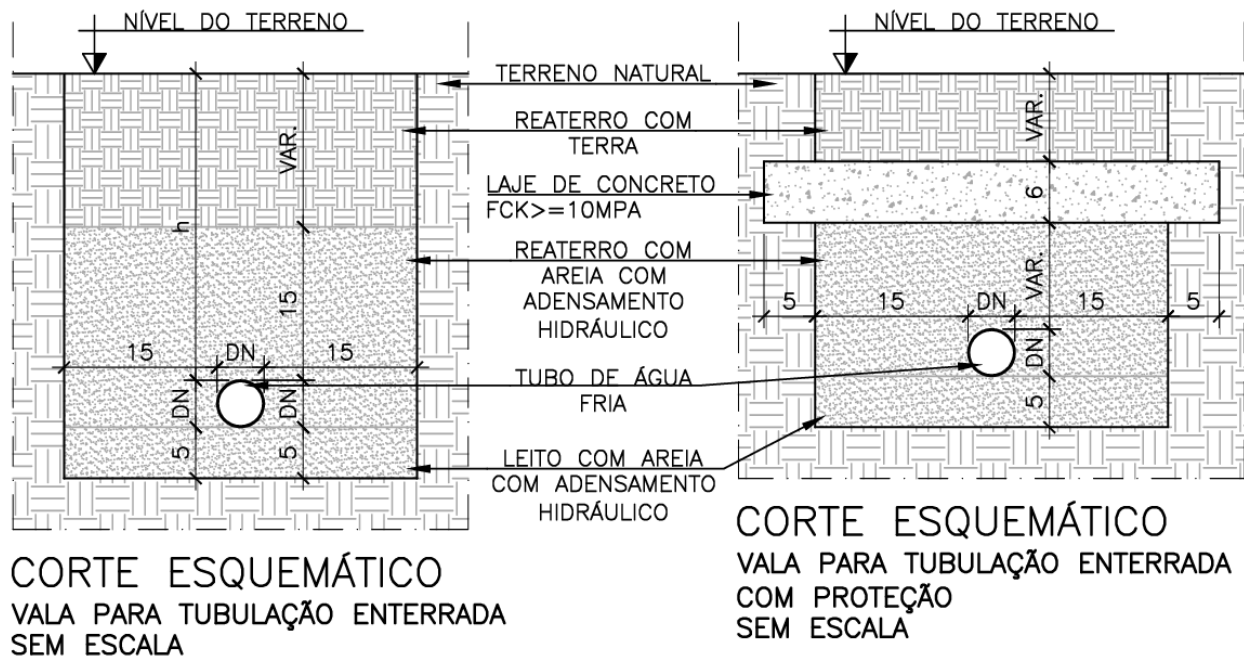 NÍVEL DO TERRENO
NÍVEL DO TERRENO
TERRENO NATURAL
REATERRO COM
TERRA
LAJE DE CONCRETO
FCK>=10MPA
REATERRO COM
AREIA COM
ADENSAMENTO
HIDRÁULICO
TUBO DE ÁGUA
FRIA
LEITO COM AREIA
COM ADENSAMENTO
HIDRÁULICO
VAR.
h
15
15
DN
15
DN
DN
5
5
VAR.
6
VAR.
5
15
DN
15
5
DN
5
CORTE ESQUEMÁTICO
VALA PARA TUBULAÇÃO ENTERRADA
SEM ESCALA
CORTE ESQUEMÁTICO
VALA PARA TUBULAÇÃO ENTERRADA
COM PROTEÇÃO
SEM ESCALA